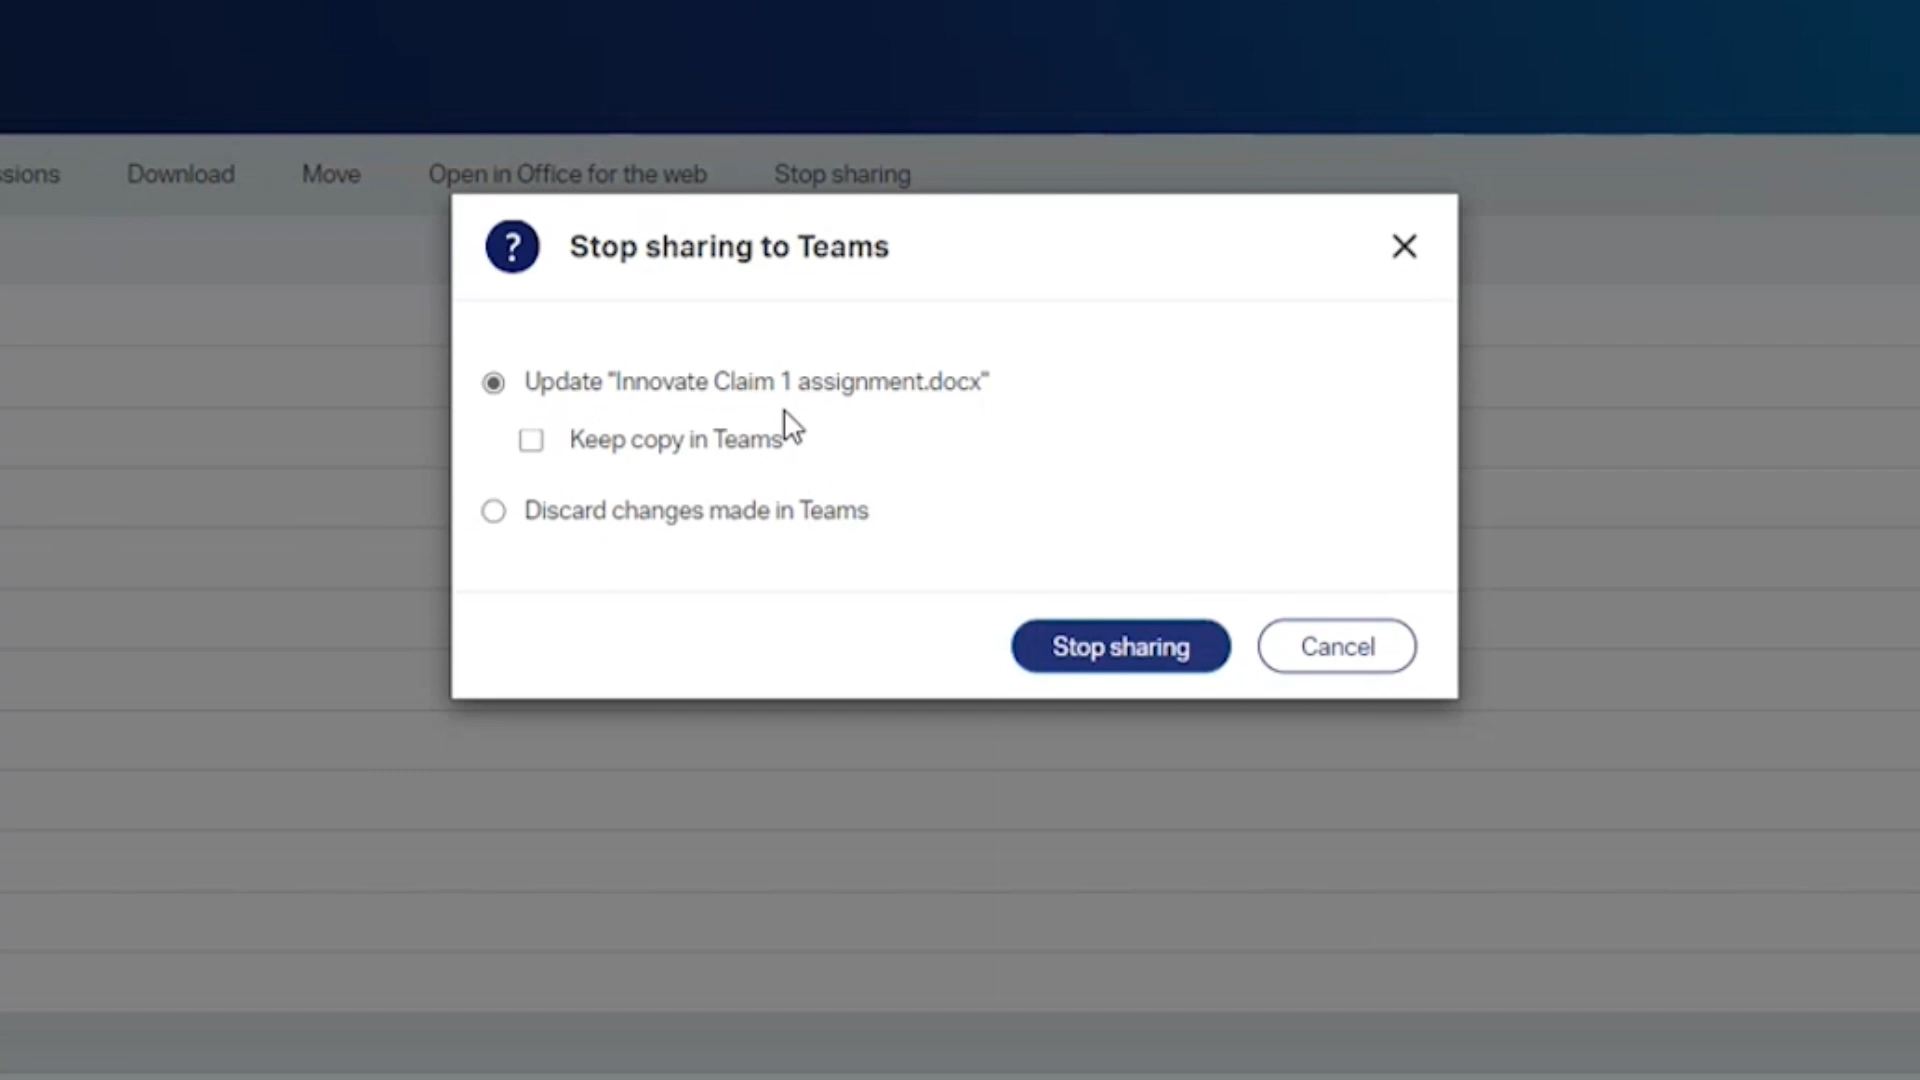 Download Move Open in Office for the web Stop sharing
? Stop sharing to Teams
Update "Innovate Claim 1 assignment.docx"
Keep copy in Teams
Discard changes made in Teams
Stop sharing Cancel